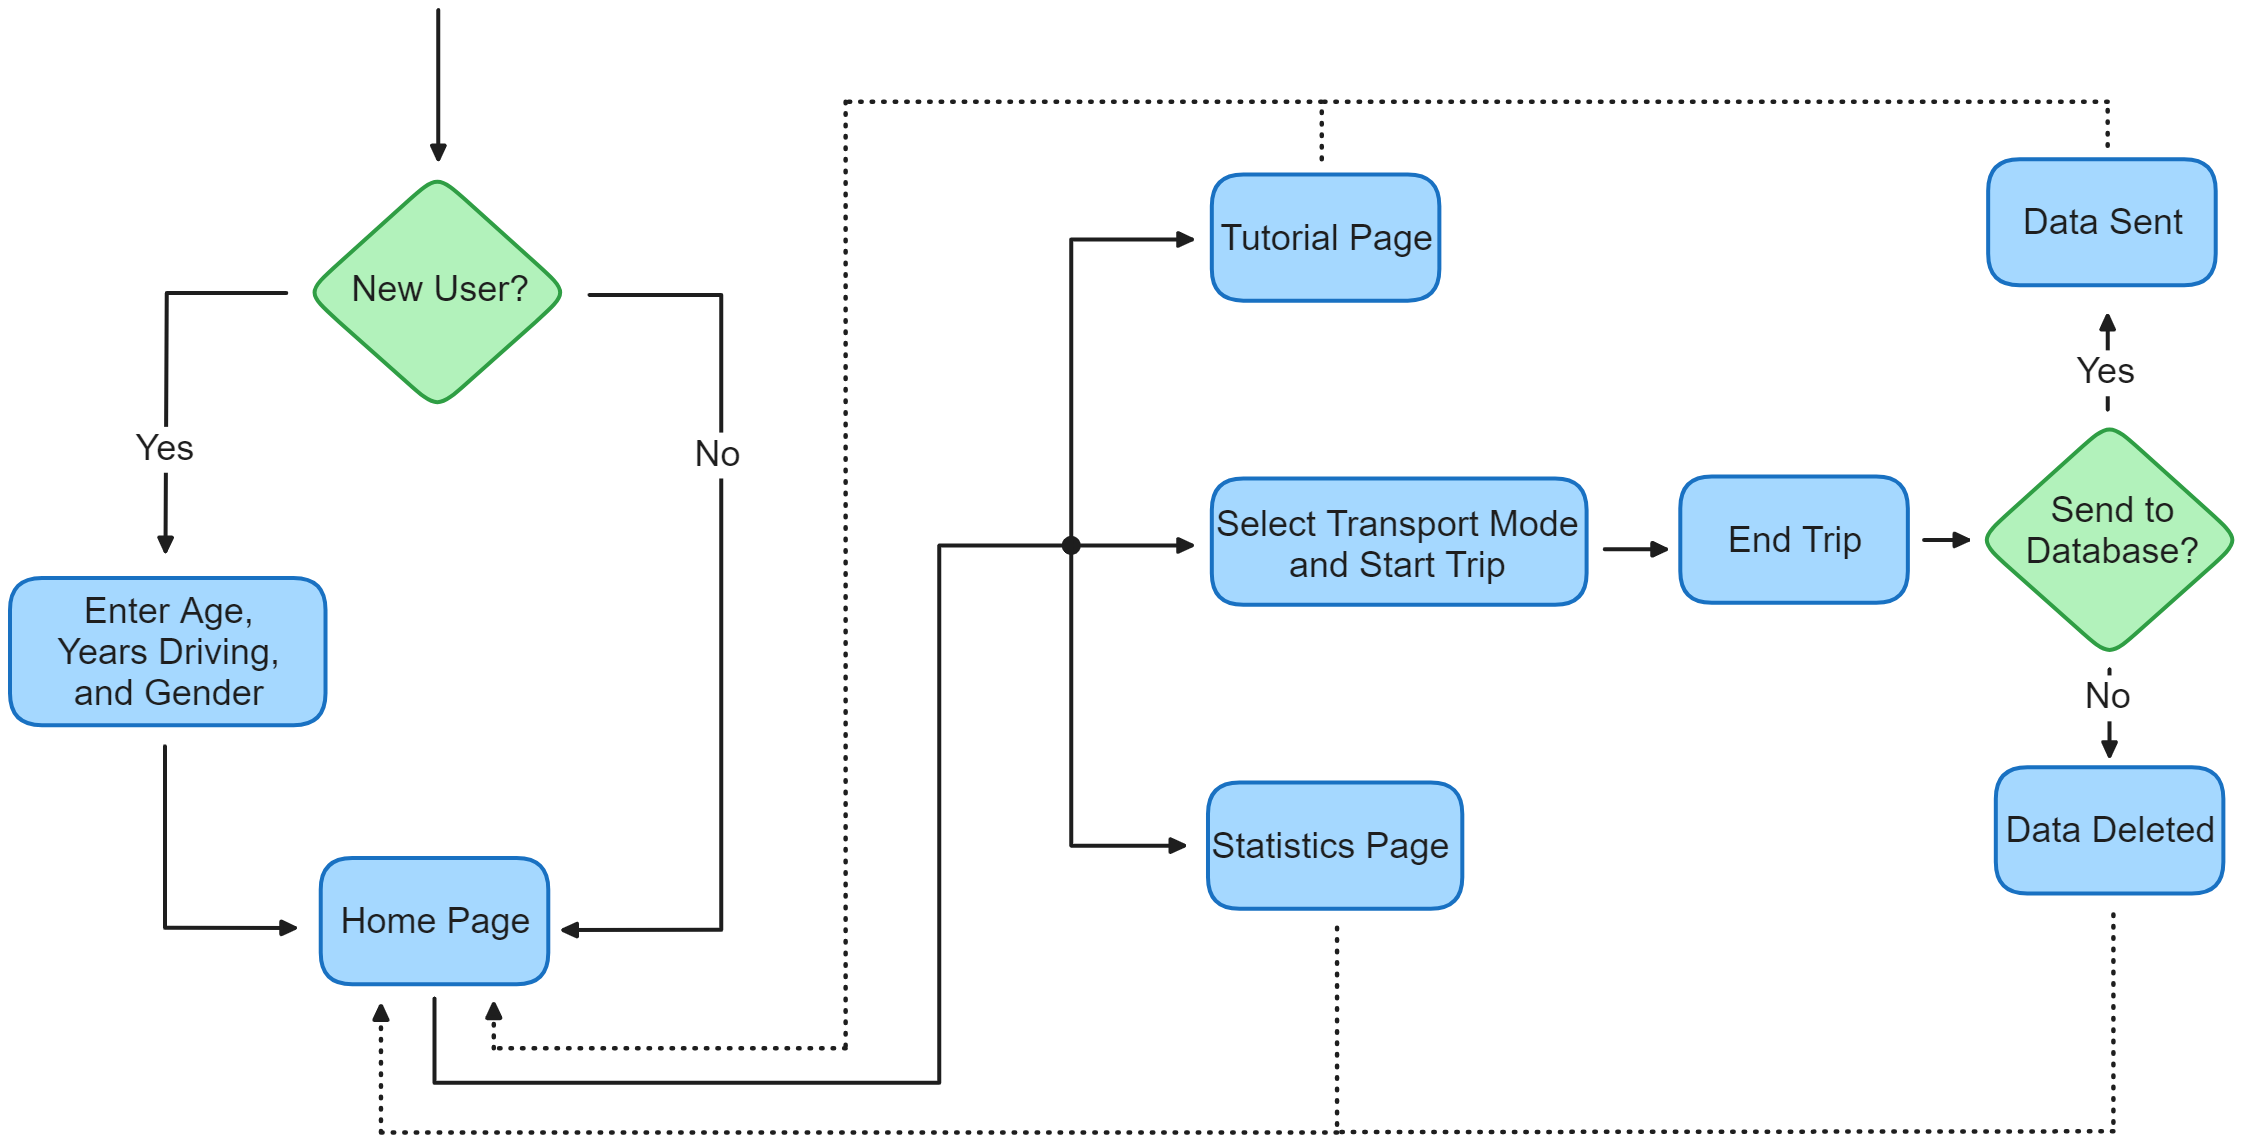 New User?
Yes
No
Enter Age,
Years Driving,
and Gender
Home Page
Tutorial Page
Select Transport Mode
and Start Trip
Statistics Page
End Trip
Send to
Database?
Yes
Data Sent
No
Data Deleted